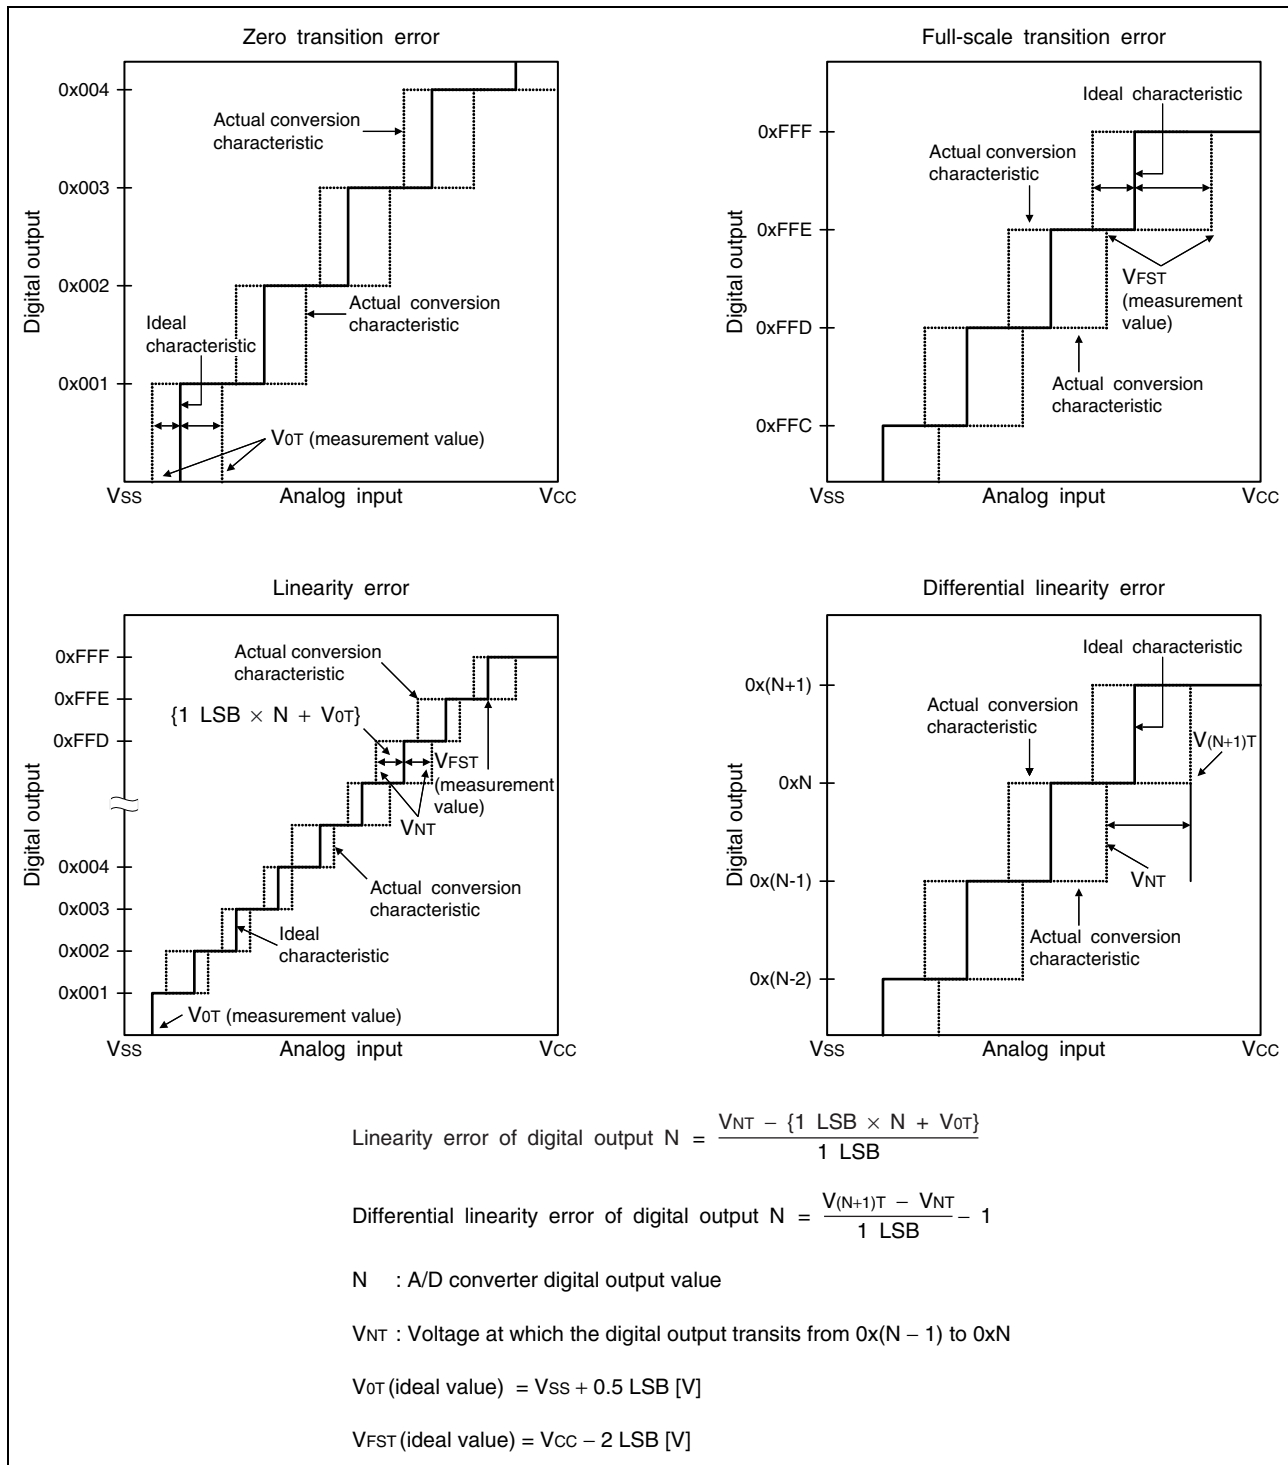 Zero transition error
0x004
0x003
0x002
0x001
Digital output
Actual conversion
characteristic
Actual conversion
characteristic
Ideal
characteristic
V0T (measurement value)
VSS
Analog input
VCC
Full-scale transition error
0xFFF
0xFFE
0xFFD
0xFFC
Digital output
Ideal characteristic
Actual conversion
characteristic
VFST
(measurement
value)
Actual conversion
characteristic
VSS
Analog input
VCC
Linearity error
0xFFF
0xFFE
0xFFD
0x004
0x003
0x002
0x001
Digital output
Actual conversion
characteristic
{1 LSB × N + V0T}
VFST
(measurement
value)
VNT
Actual conversion
characteristic
Ideal
characteristic
V0T (measurement value)
VSS
Analog input
VCC
Differential linearity error
0x(N+1)
0xN
0x(N-1)
0x(N-2)
Digital output
Ideal characteristic
Actual conversion
characteristic
V(N+1)T
VNT
Actual conversion
characteristic
VSS
Analog input
VCC
Linearity error of digital output N = VNT − {1 LSB × N + V0T} / 1 LSB
Differential linearity error of digital output N = V(N+1)T − VNT / 1 LSB − 1
N : A/D converter digital output value
VNT : Voltage at which the digital output transits from 0x(N − 1) to 0xN
V0T (ideal value) = VSS + 0.5 LSB [V]
VFST (ideal value) = VCC − 2 LSB [V]